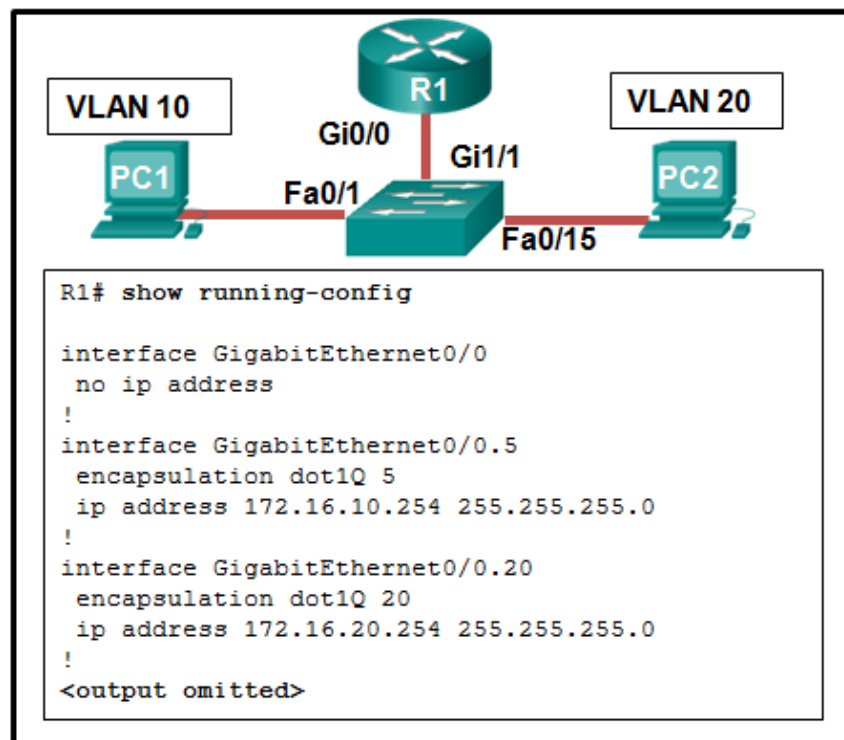 R1
VLAN 10
VLAN 20
Gi0/0
Gi1/1
PC1
PC2
Fa0/1
Fa0/15
R1# show running-config
interface GigabitEthernet0/0
no ip address
!
interface GigabitEthernet0/0.5
encapsulation dot1Q 5
ip address 172.16.10.254 255.255.255.0
!
interface GigabitEthernet0/0.20
encapsulation dot1Q 20
ip address 172.16.20.254 255.255.255.0
!
<output omitted>